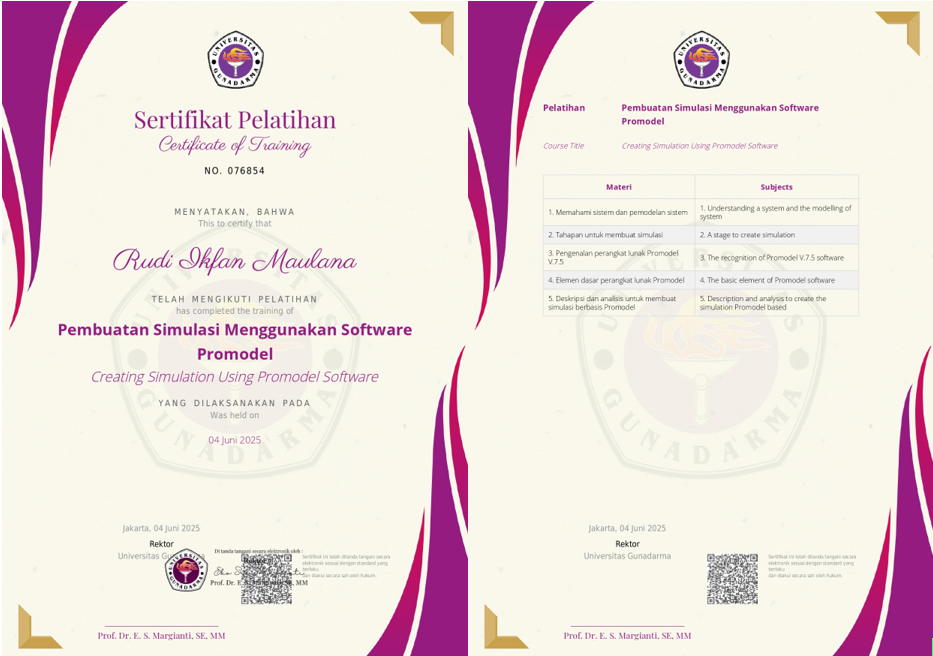 UNIVERSITAS GUNADARMA
Sertifikat Pelatihan
Certificate of Training
NO. 076854
MENYATAKAN, BAHWA
This to certify that
Rudi Ikfan Maulana
TELAH MENGIKUTI PELATIHAN
has completed the training of
Pembuatan Simulasi Menggunakan Software
Promodel
Creating Simulation Using Promodel Software
YANG DILAKSANAKAN PADA
Was held on
04 Juni 2025
UNIVERSITAS GUNADARMA
Jakarta, 04 Juni 2025
Rektor
Universitas Gunadarma
Di tanda tangani secara elektronik oleh :
Prof. Dr. E. S. Margianti, SE, MM
Sertifikat ini telah ditanda tangani secara
elektronik sesuai dengan standard yang
berlaku
dan diakui secara sah oleh hukum.
Prof. Dr. E. S. Margianti, SE, MM
UNIVERSITAS GUNADARMA
Pelatihan
Pembuatan Simulasi Menggunakan Software
Promodel
Course Title
Creating Simulation Using Promodel Software
Materi
Subjects
1. Memahami sistem dan pemodelan sistem
1. Understanding a system and the modelling of
system
2. Tahapan untuk membuat simulasi
2. A stage to create simulation
3. Pengenalan perangkat lunak Promodel
V.7.5
3. The recognition of Promodel V.7.5 software
4. Elemen dasar perangkat lunak Promodel
4. The basic element of Promodel software
5. Deskripsi dan analisis untuk membuat
simulasi berbasis Promodel
5. Description and analysis to create the
simulation Promodel based
UNIVERSITAS GUNADARMA
Jakarta, 04 Juni 2025
Rektor
Universitas Gunadarma
Sertifikat ini telah ditanda tangani secara
elektronik sesuai dengan standard yang
berlaku
dan diakui secara sah oleh hukum.
Prof. Dr. E. S. Margianti, SE, MM